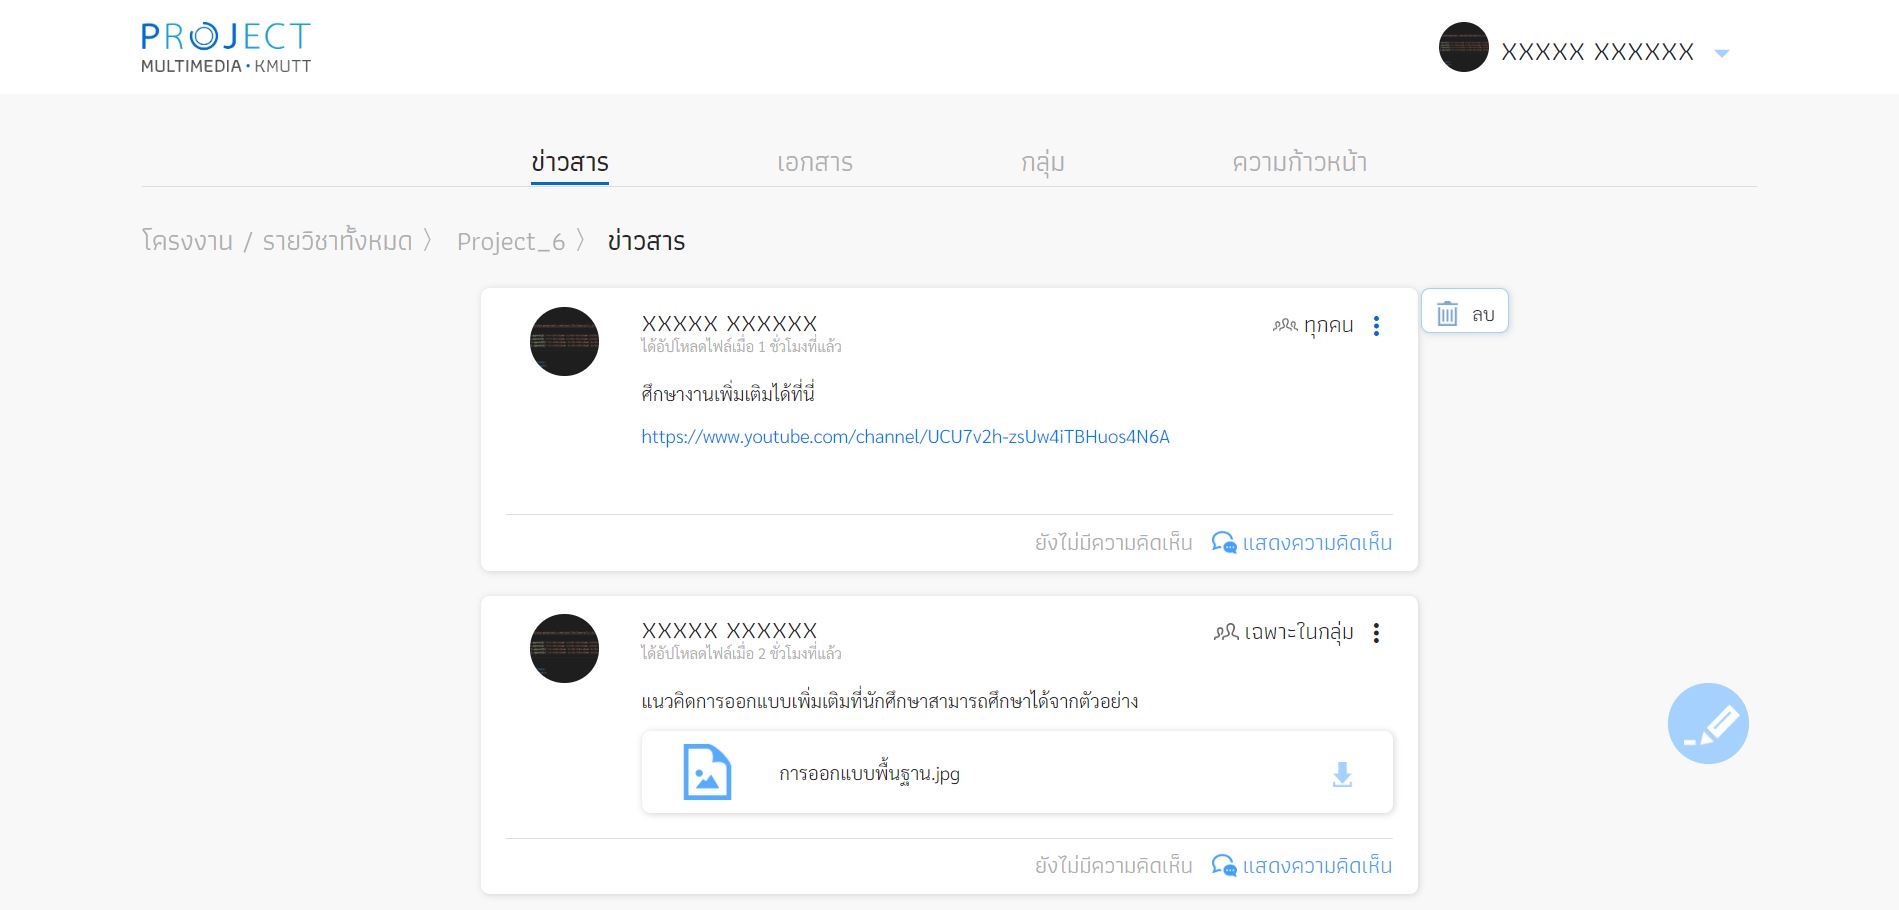 PROJECT
MULTIMEDIA • KMUTT
XXXXX XXXXXX
ข่าวสาร เอกสาร กลุ่ม ความก้าวหน้า
โครงงาน / รายวิชาทั้งหมด 〉 Project_6 〉 ข่าวสาร
XXXXX XXXXXX ทุกคน ลบ
ได้อัปโหลดไฟล์เมื่อ 1 ชั่วโมงที่แล้ว
ศึกษางานเพิ่มเติมได้ที่นี่
https://www.youtube.com/channel/UCU7v2h-zsUw4iTBHuos4N6A
ยังไม่มีความคิดเห็น แสดงความคิดเห็น
XXXXX XXXXXX เฉพาะในกลุ่ม
ได้อัปโหลดไฟล์เมื่อ 2 ชั่วโมงที่แล้ว
แนวคิดการออกแบบเพิ่มเติมที่นักศึกษาสามารถศึกษาได้จากตัวอย่าง
การออกแบบพื้นฐาน.jpg
ยังไม่มีความคิดเห็น แสดงความคิดเห็น